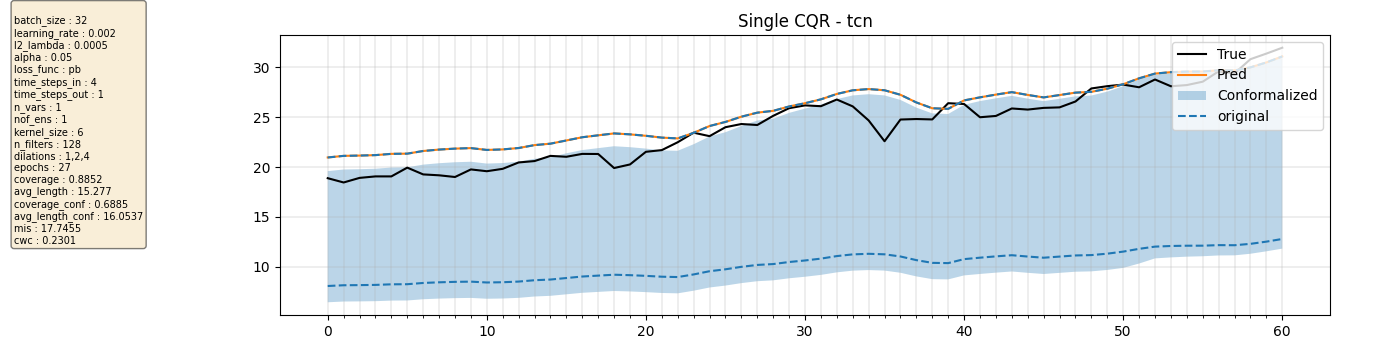 batch_size : 32
learning_rate : 0.002
l2_lambda : 0.0005
alpha : 0.05
loss_func : pb
time_steps_in : 4
time_steps_out : 1
n_vars : 1
nof_ens : 1
kernel_size : 6
n_filters : 128
dilations : 1,2,4
epochs : 27
coverage : 0.8852
avg_length : 15.277
coverage_conf : 0.6885
avg_length_conf : 16.0537
mis : 17.7455
cwc : 0.2301
Single CQR - tcn
30
25
20
15
10
0 10 20 30 40 50 60
True
Pred
Conformalized
original